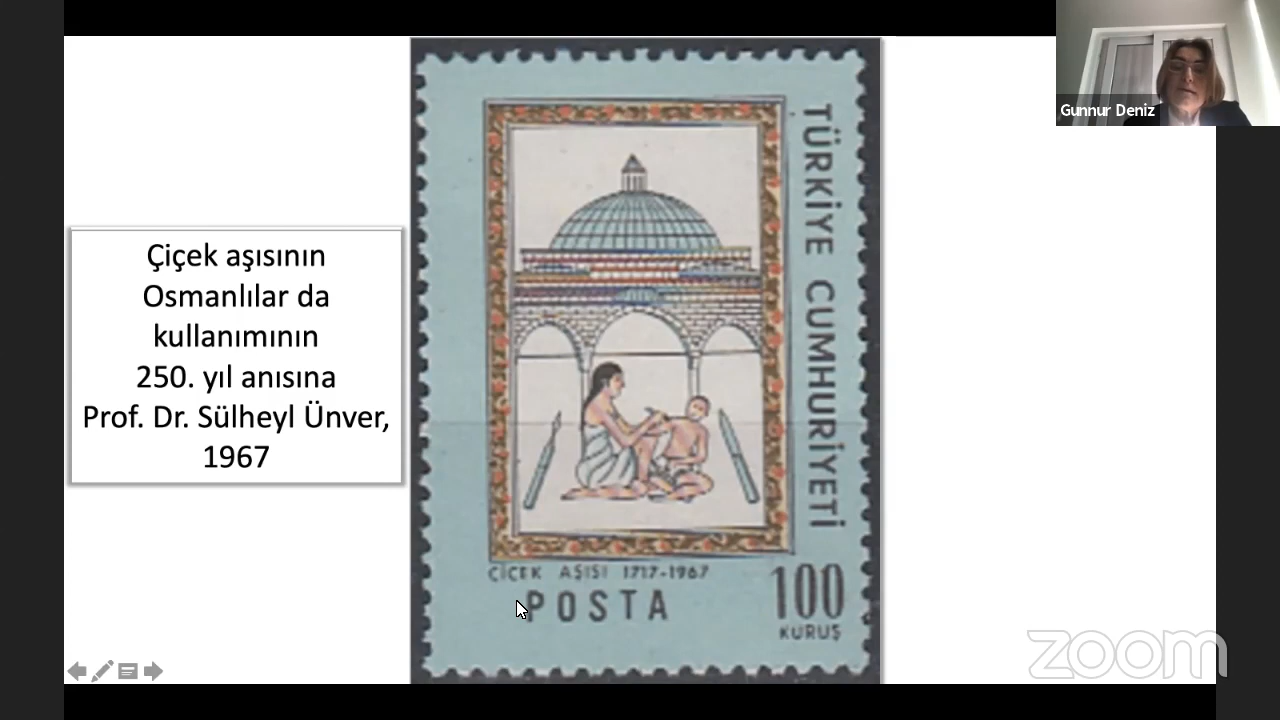 Çiçek aşısının
Osmanlılar da
kullanımının
250. yıl anısına
Prof. Dr. Sülheyl Ünver,
1967
TÜRKİYE CUMHURİYETİ
ÇİÇEK AŞISI 1717-1967
POSTA
100
KURUŞ
Gunnur Deniz
zoom